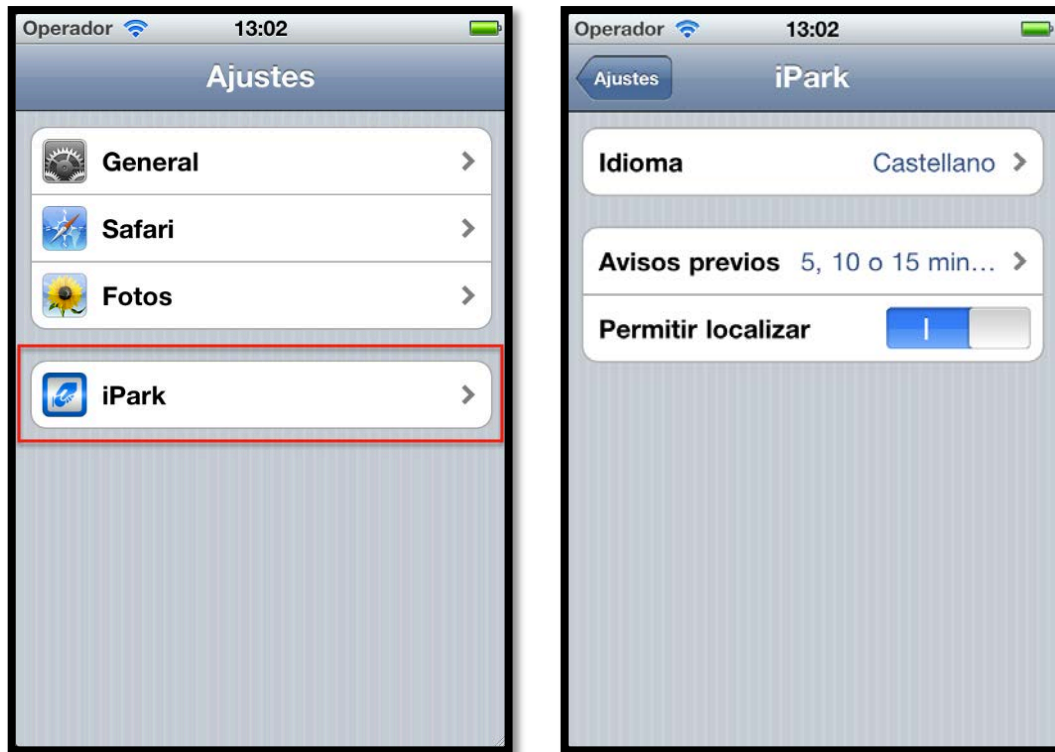 Operador 13:02
Ajustes
General
Safari
Fotos
iPark
Operador 13:02
Ajustes iPark
Idioma Castellano
Avisos previos 5, 10 o 15 min...
Permitir localizar